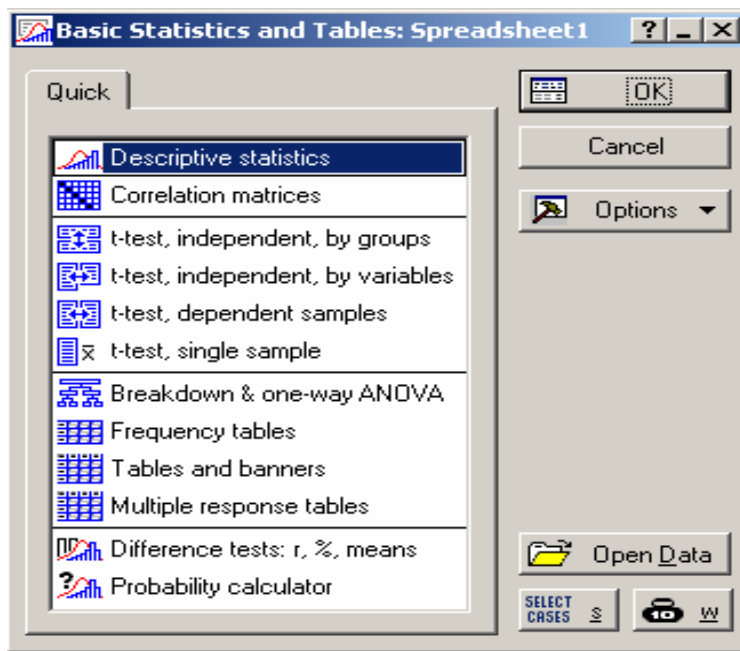 Basic Statistics and Tables: Spreadsheet1
Quick
Descriptive statistics
Correlation matrices
t-test, independent, by groups
t-test, independent, by variables
t-test, dependent samples
t-test, single sample
Breakdown & one-way ANOVA
Frequency tables
Tables and banners
Multiple response tables
Difference tests: r, %, means
Probability calculator
OK
Cancel
Options
Open Data
SELECT
CASES S
10 W